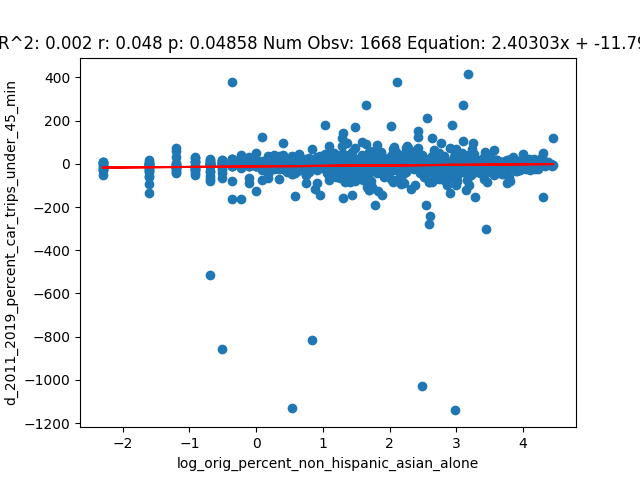 R^2: 0.002 r: 0.048 p: 0.04858 Num Obsv: 1668 Equation: 2.40303x + -11.79
d_2011_2019_percent_car_trips_under_45_min
400
200
0
−200
−400
−600
−800
−1000
−1200
−2 −1 0 1 2 3 4
log_orig_percent_non_hispanic_asian_alone